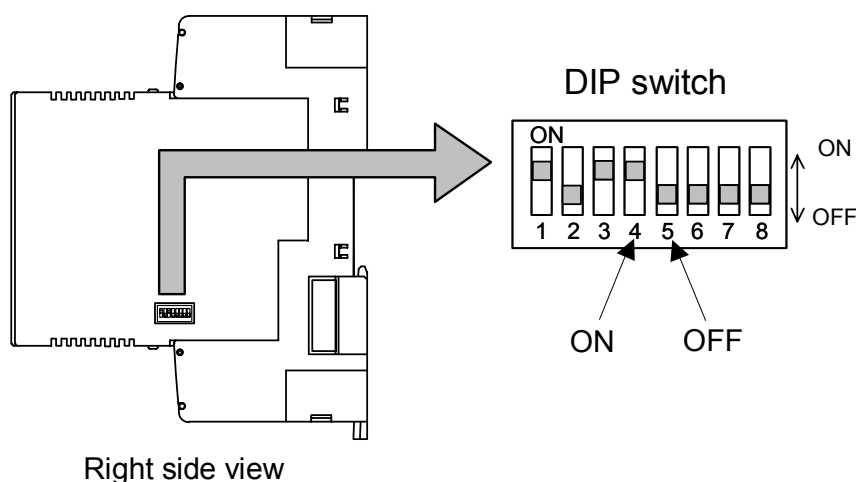 DIP switch
ON
1 2 3 4 5 6 7 8
ON
OFF
ON
OFF
Right side view